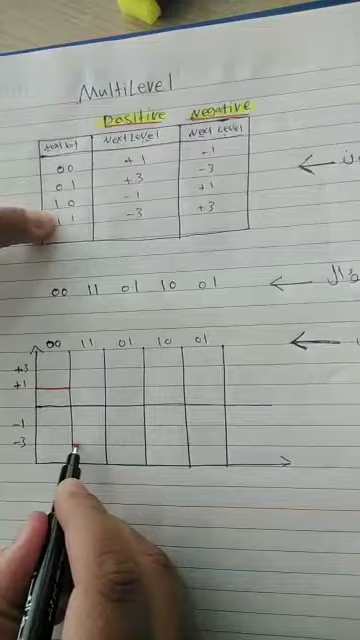 MultiLevel
Positive Negative
Next bit Next Level Next Level
00 +1 -1
01 +3 -3
10 -1 +1
11 -3 +3
00 11 01 10 01
00 11 01 10 01
+3
+1
-1
-3